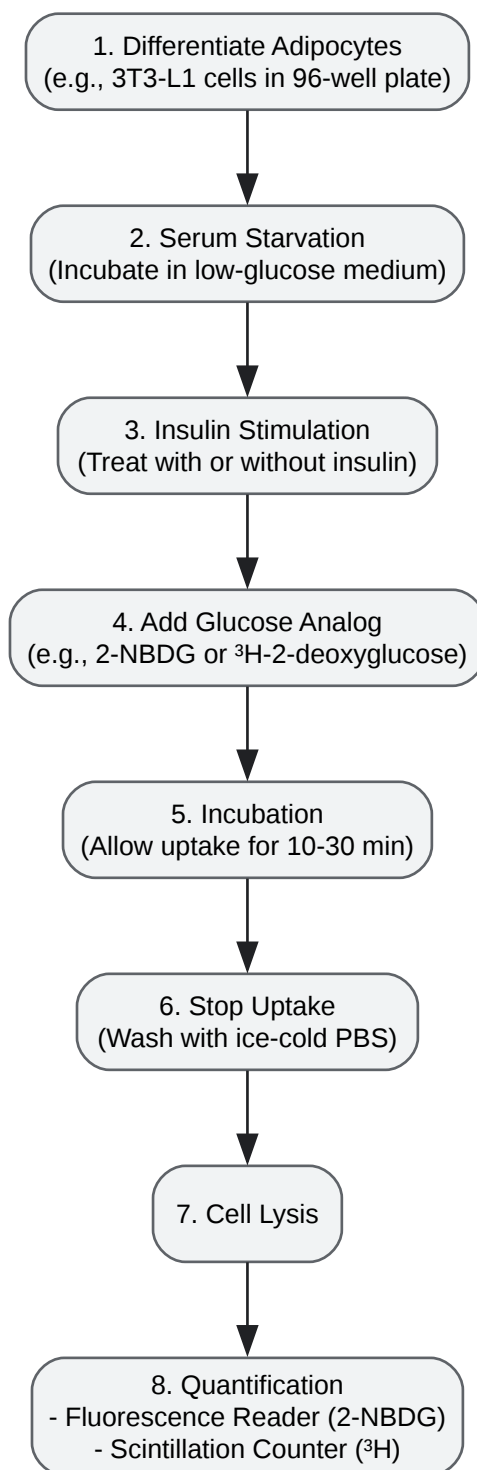 1. Differentiate Adipocytes
(e.g., 3T3-L1 cells in 96-well plate)
2. Serum Starvation
(Incubate in low-glucose medium)
3. Insulin Stimulation
(Treat with or without insulin)
4. Add Glucose Analog
(e.g., 2-NBDG or ³H-2-deoxyglucose)
5. Incubation
(Allow uptake for 10-30 min)
6. Stop Uptake
(Wash with ice-cold PBS)
7. Cell Lysis
8. Quantification
- Fluorescence Reader (2-NBDG)
- Scintillation Counter (³H)